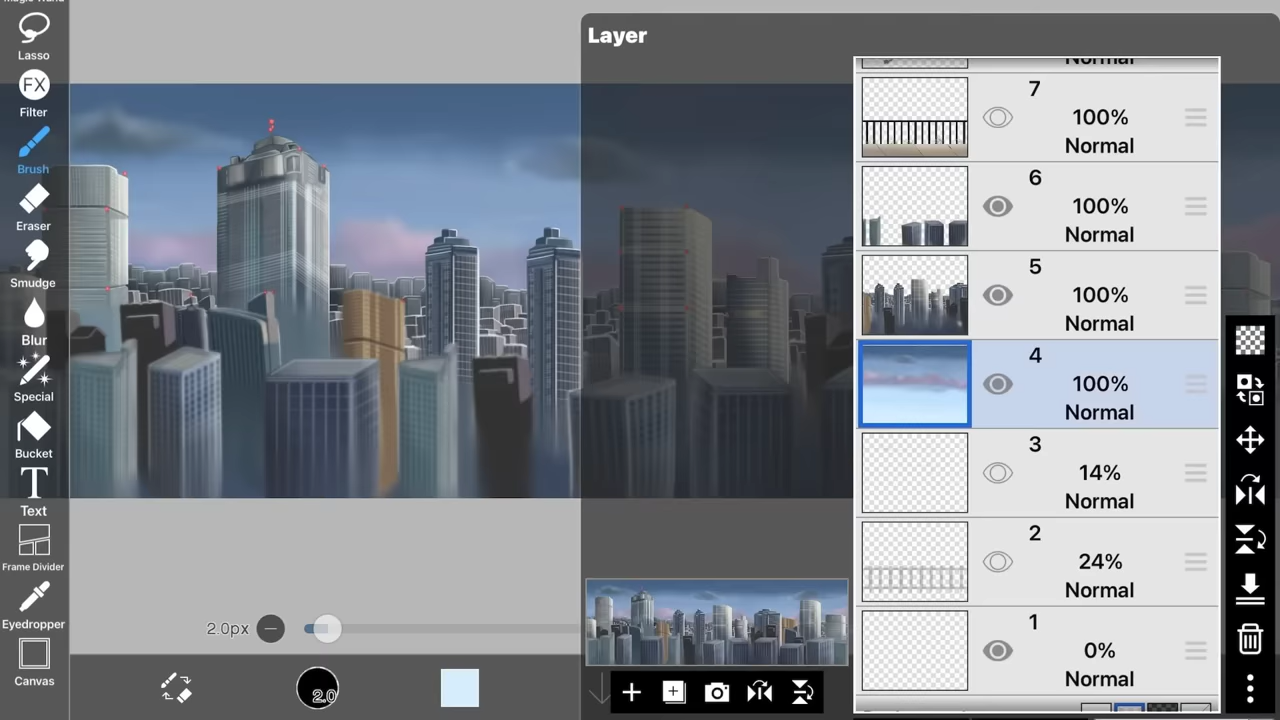 Magic Wand
Lasso
FX
Filter
Brush
Eraser
Smudge
Blur
Special
Bucket
T
Text
Frame Divider
Eyedropper
Canvas
2.0px
2.0
Layer
Normal
7
100%
Normal
6
100%
Normal
5
100%
Normal
4
100%
Normal
3
14%
Normal
2
24%
Normal
1
0%
Normal